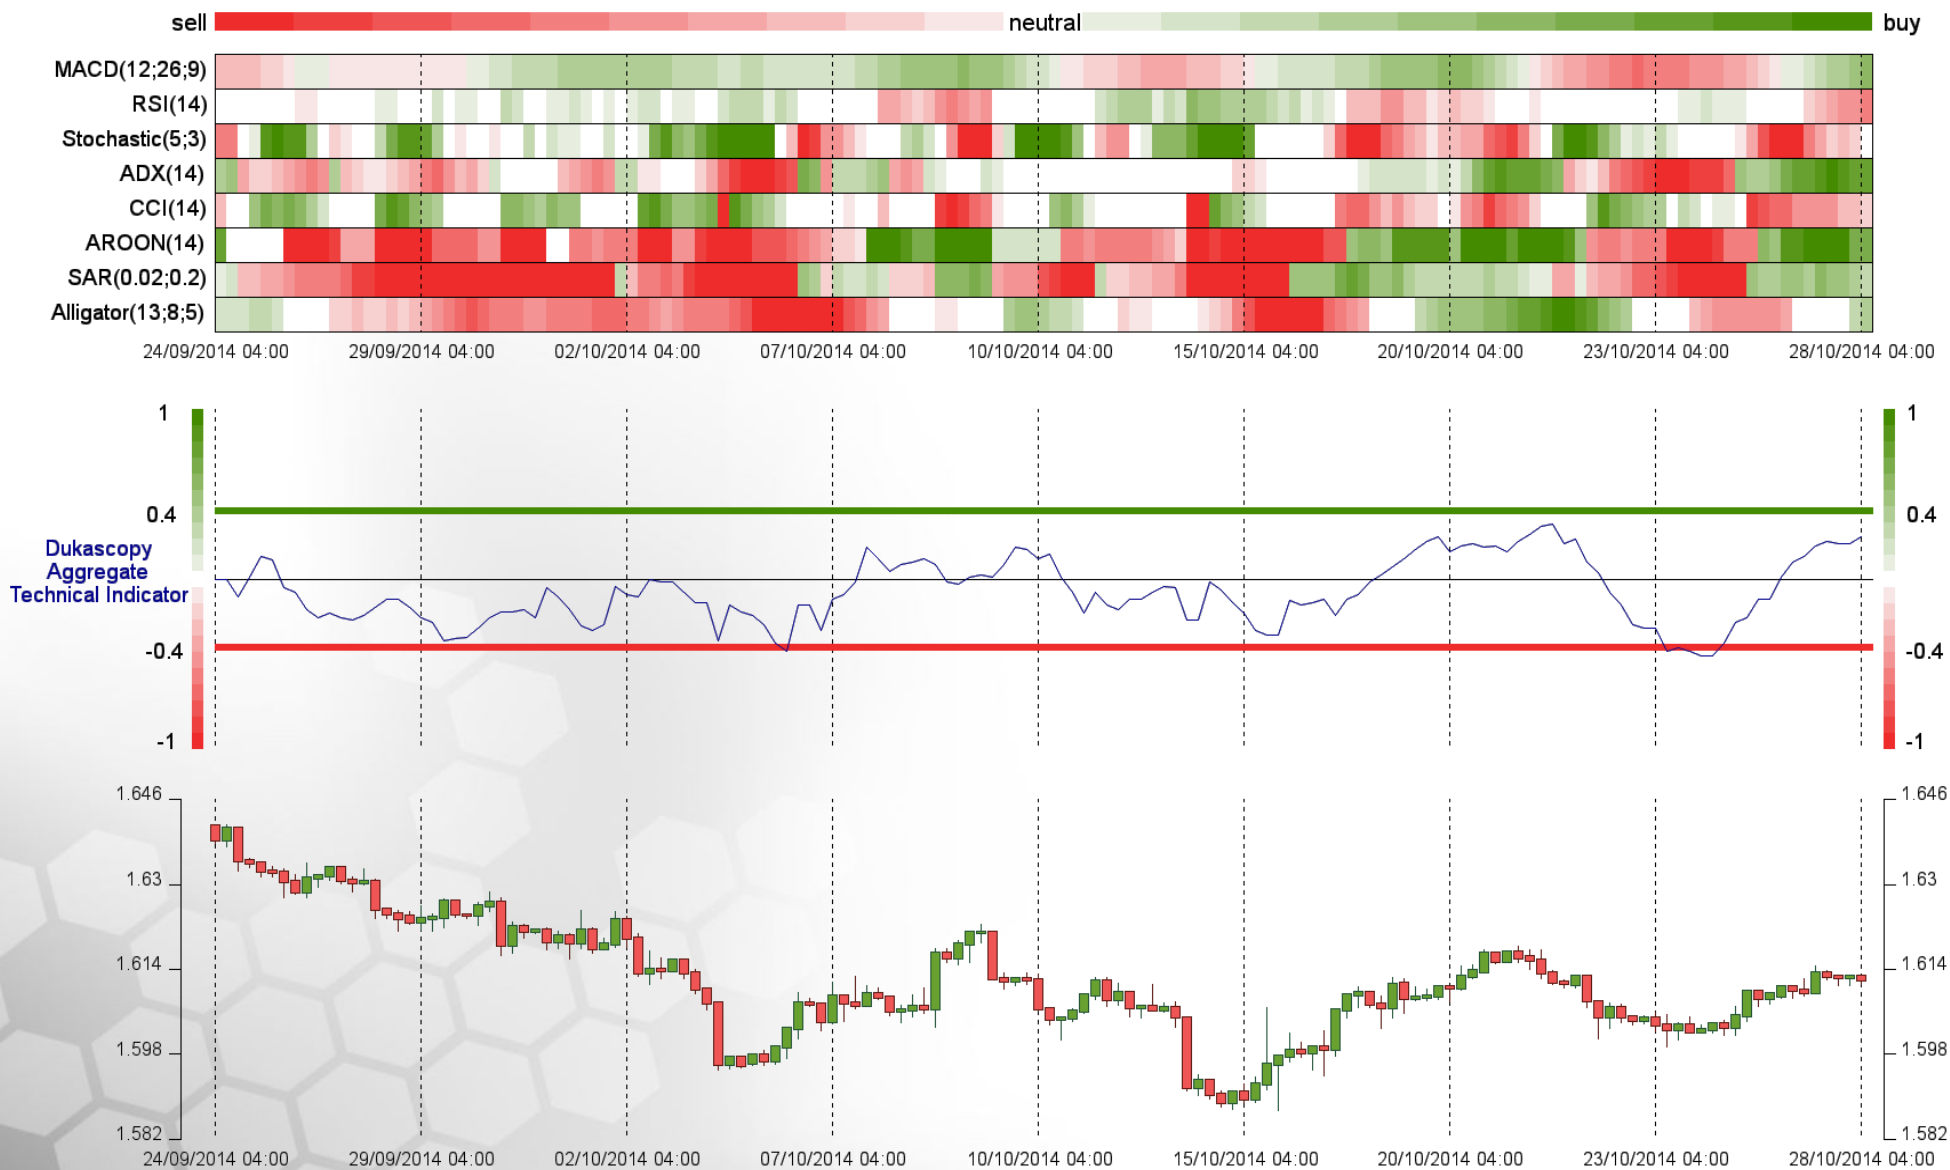 sell neutral buy
MACD(12;26;9)
RSI(14)
Stochastic(5;3)
ADX(14)
CCI(14)
AROON(14)
SAR(0.02;0.2)
Alligator(13;8;5)
24/09/2014 04:00 29/09/2014 04:00 02/10/2014 04:00 07/10/2014 04:00 10/10/2014 04:00 15/10/2014 04:00 20/10/2014 04:00 23/10/2014 04:00 28/10/2014 04:00
1 1
0.4 0.4
Dukascopy
Aggregate
Technical Indicator
-0.4 -0.4
-1 -1
1.646 1.646
1.63 1.63
1.614 1.614
1.598 1.598
1.582 1.582
24/09/2014 04:00 29/09/2014 04:00 02/10/2014 04:00 07/10/2014 04:00 10/10/2014 04:00 15/10/2014 04:00 20/10/2014 04:00 23/10/2014 04:00 28/10/2014 04:00